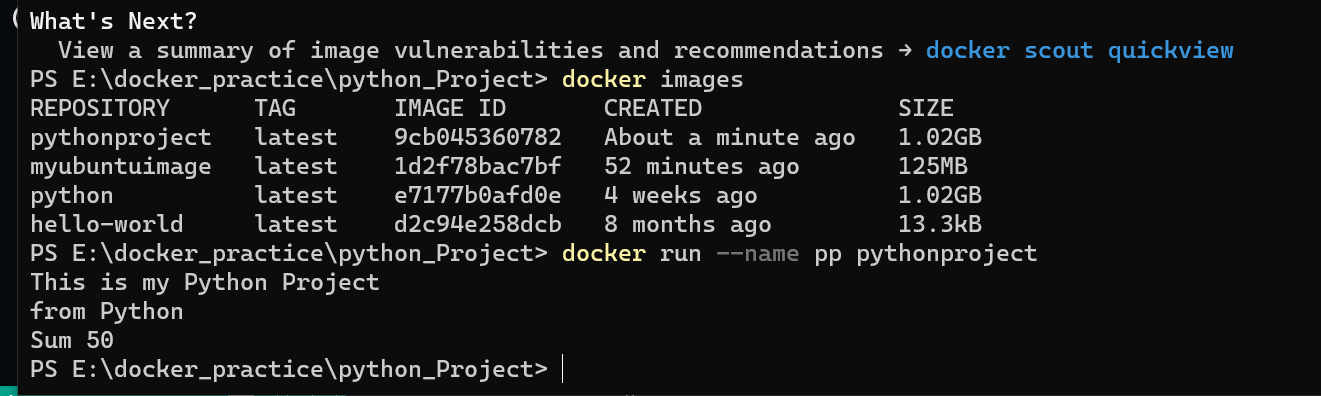 What's Next?
View a summary of image vulnerabilities and recommendations → docker scout quickview
PS E:\docker_practice\python_Project> docker images
REPOSITORY TAG IMAGE ID CREATED SIZE
pythonproject latest 9cb045360782 About a minute ago 1.02GB
myubuntuimage latest 1d2f78bac7bf 52 minutes ago 125MB
python latest e7177b0afd0e 4 weeks ago 1.02GB
hello-world latest d2c94e258dcb 8 months ago 13.3kB
PS E:\docker_practice\python_Project> docker run --name pp pythonproject
This is my Python Project
from Python
Sum 50
PS E:\docker_practice\python_Project>